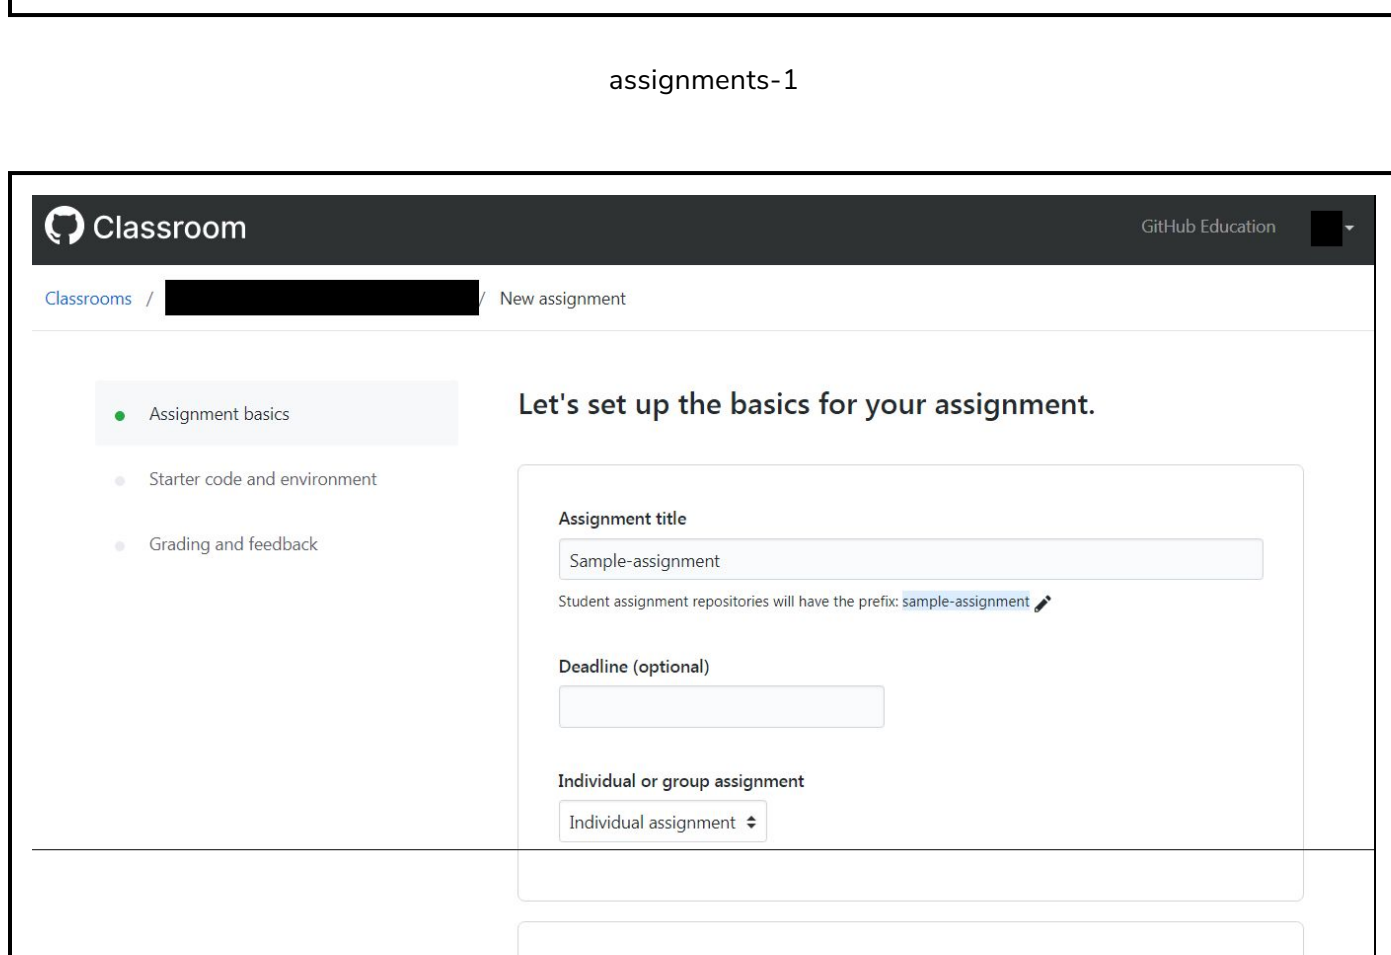 assignments-1
Classroom
GitHub Education
Classrooms / / New assignment
Assignment basics
Starter code and environment
Grading and feedback
Let's set up the basics for your assignment.
Assignment title
Sample-assignment
Student assignment repositories will have the prefix: sample-assignment
Deadline (optional)
Individual or group assignment
Individual assignment